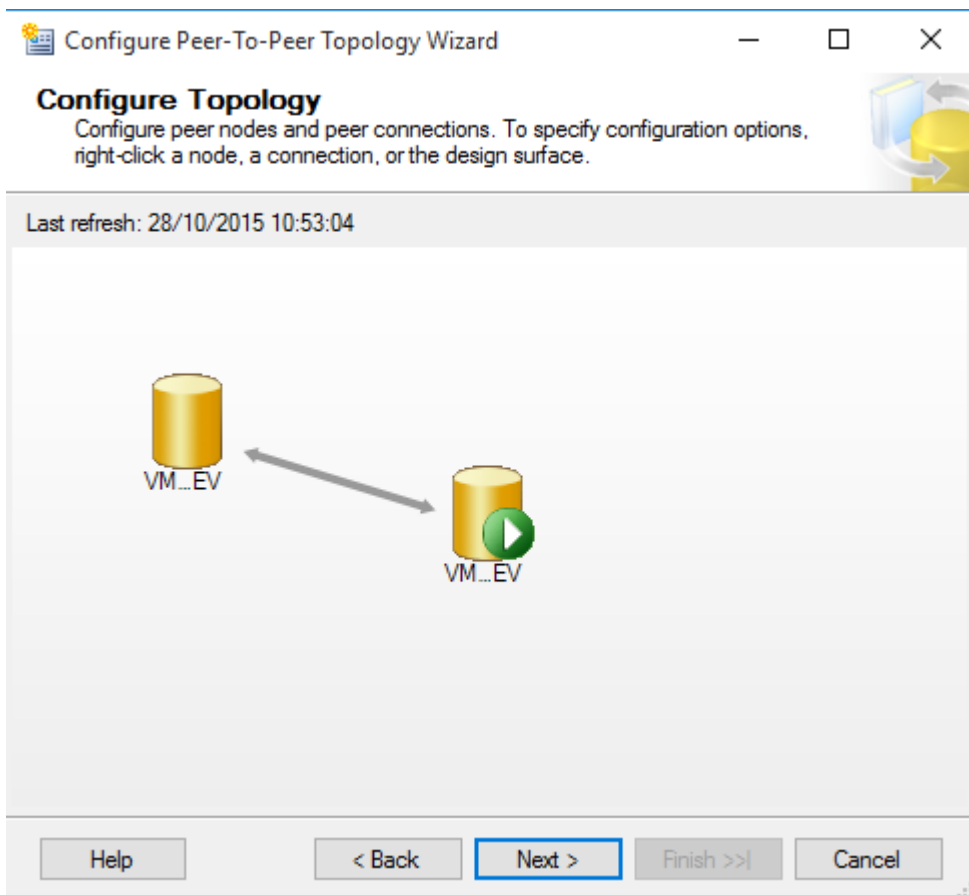 Configure Peer-To-Peer Topology Wizard
Configure Topology
Configure peer nodes and peer connections. To specify configuration options,
right-click a node, a connection, or the design surface.
Last refresh: 28/10/2015 10:53:04
VM...EV
VM...EV
Help
< Back
Next >
Finish >>|
Cancel